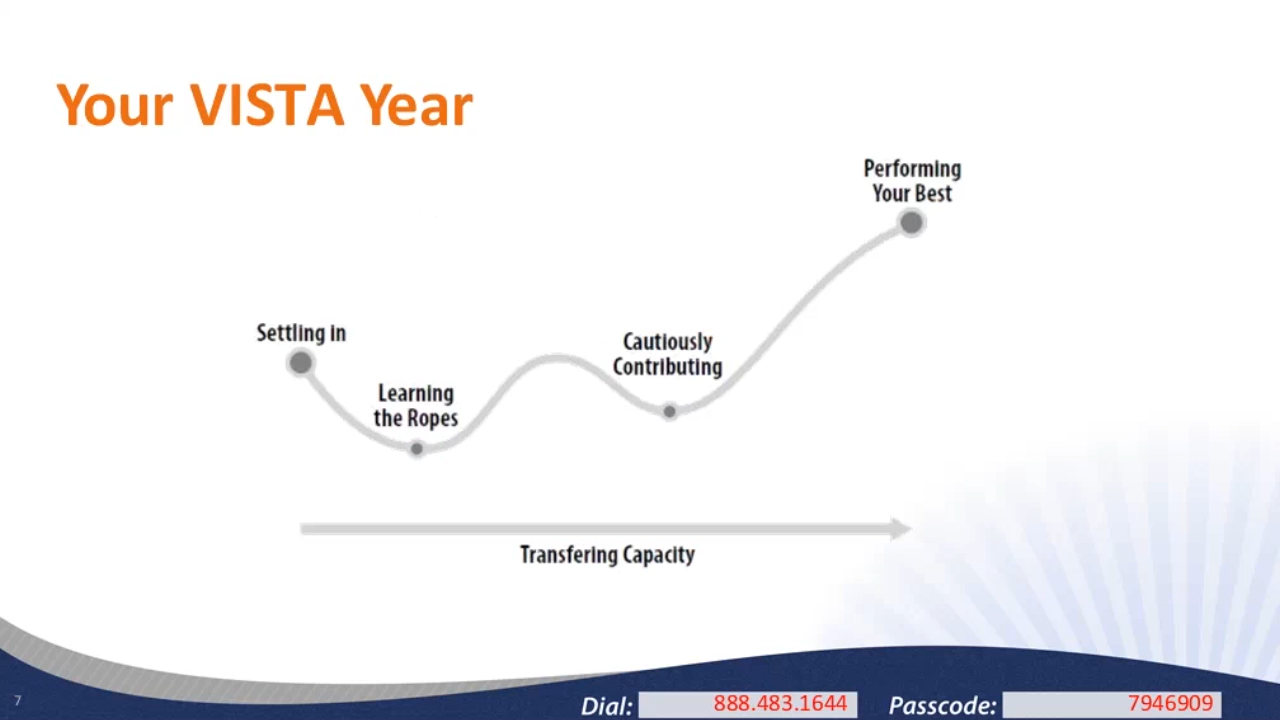 Your VISTA Year
Performing
Your Best
Settling in
Cautiously
Contributing
Learning
the Ropes
Transfering Capacity
7
Dial: 888.483.1644 Passcode: 7946909